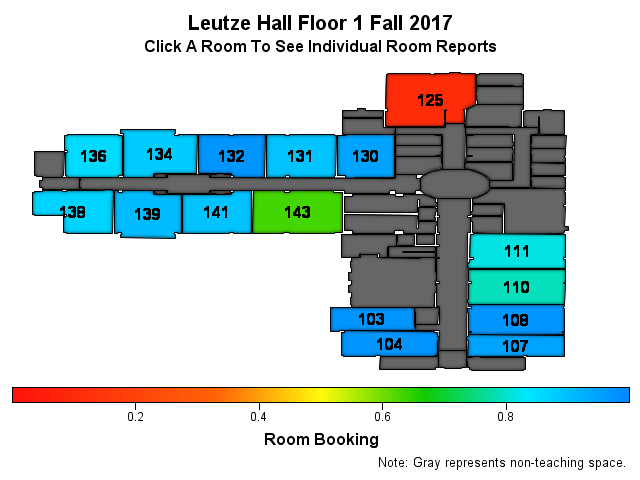 Leutze Hall Floor 1 Fall 2017
Click A Room To See Individual Room Reports
125
136 134 132 131 130
138 139 141 143
111
110
103 108
104 107
0.2 0.4 0.6 0.8
Room Booking
Note: Gray represents non-teaching space.